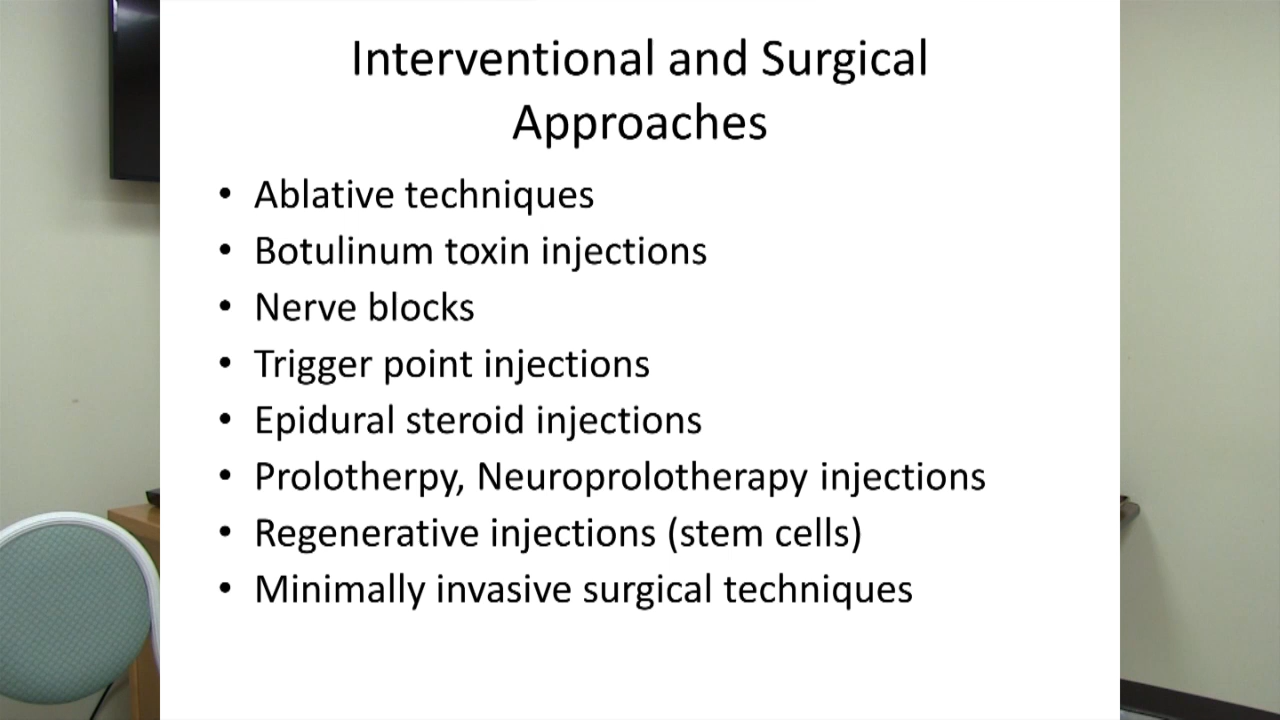 Interventional and Surgical
Approaches
• Ablative techniques
• Botulinum toxin injections
• Nerve blocks
• Trigger point injections
• Epidural steroid injections
• Prolotherpy, Neuroprolotherapy injections
• Regenerative injections (stem cells)
• Minimally invasive surgical techniques